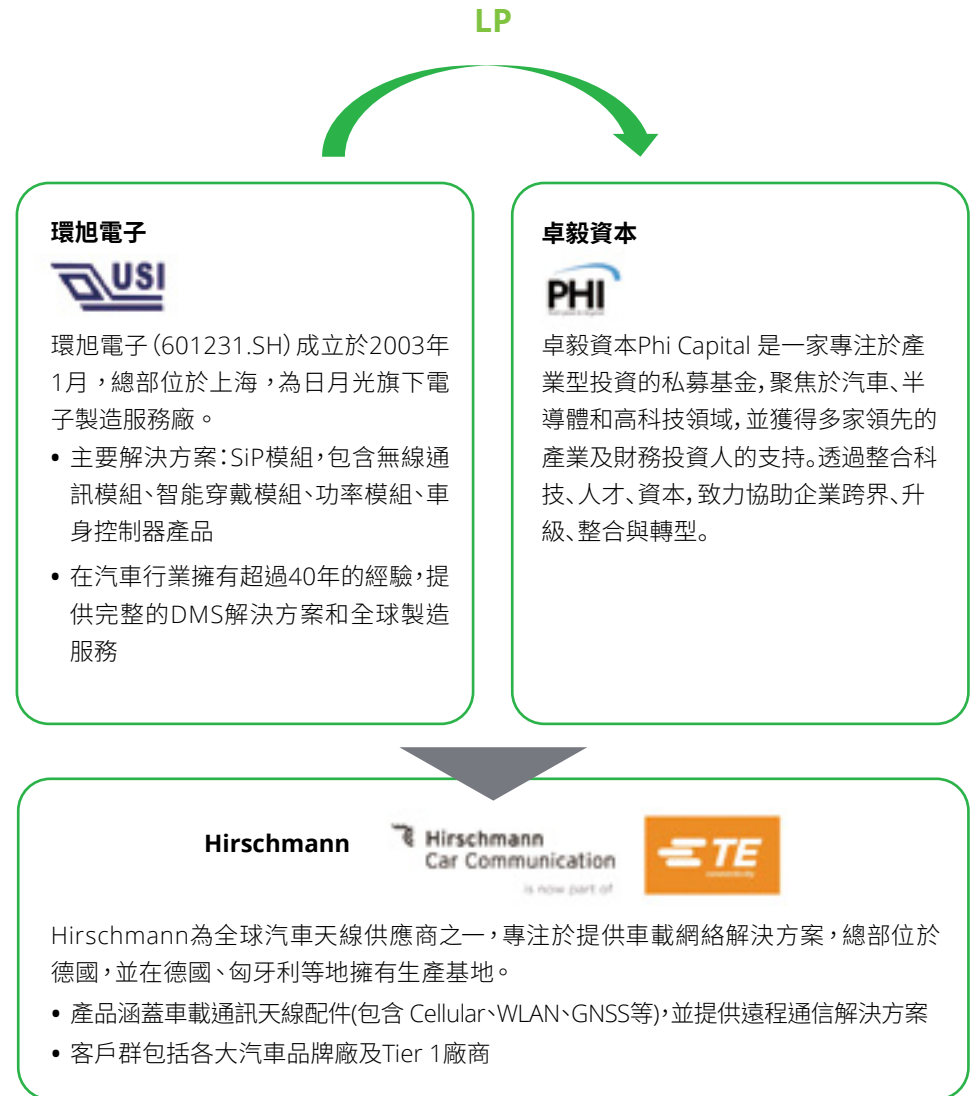 LP
環旭電子
USI
環旭電子（601231.SH）成立於2003年
1月，總部位於上海，為日月光旗下電
子製造服務廠。
• 主要解決方案：SiP模組，包含無線通
訊模組、智能穿戴模組、功率模組、車
身控制器產品
• 在汽車行業擁有超過40年的經驗，提
供完整的DMS解決方案和全球製造
服務
卓毅資本
PHI
卓毅資本Phi Capital 是一家專注於產
業型投資的私募基金，聚焦於汽車、半
導體和高科技領域，並獲得多家領先的
產業及財務投資人的支持。透過整合科
技、人才、資本，致力協助企業跨界、升
級、整合與轉型。
Hirschmann
Hirschmann
Car Communication
is now part of
TE
connectivity
Hirschmann為全球汽車天線供應商之一，專注於提供車載網絡解決方案，總部位於
德國，並在德國、匈牙利等地擁有生產基地。
• 產品涵蓋車載通訊天線配件(包含 Cellular、WLAN、GNSS等)，並提供遠程通信解決方案
• 客戶群包括各大汽車品牌廠及Tier 1廠商